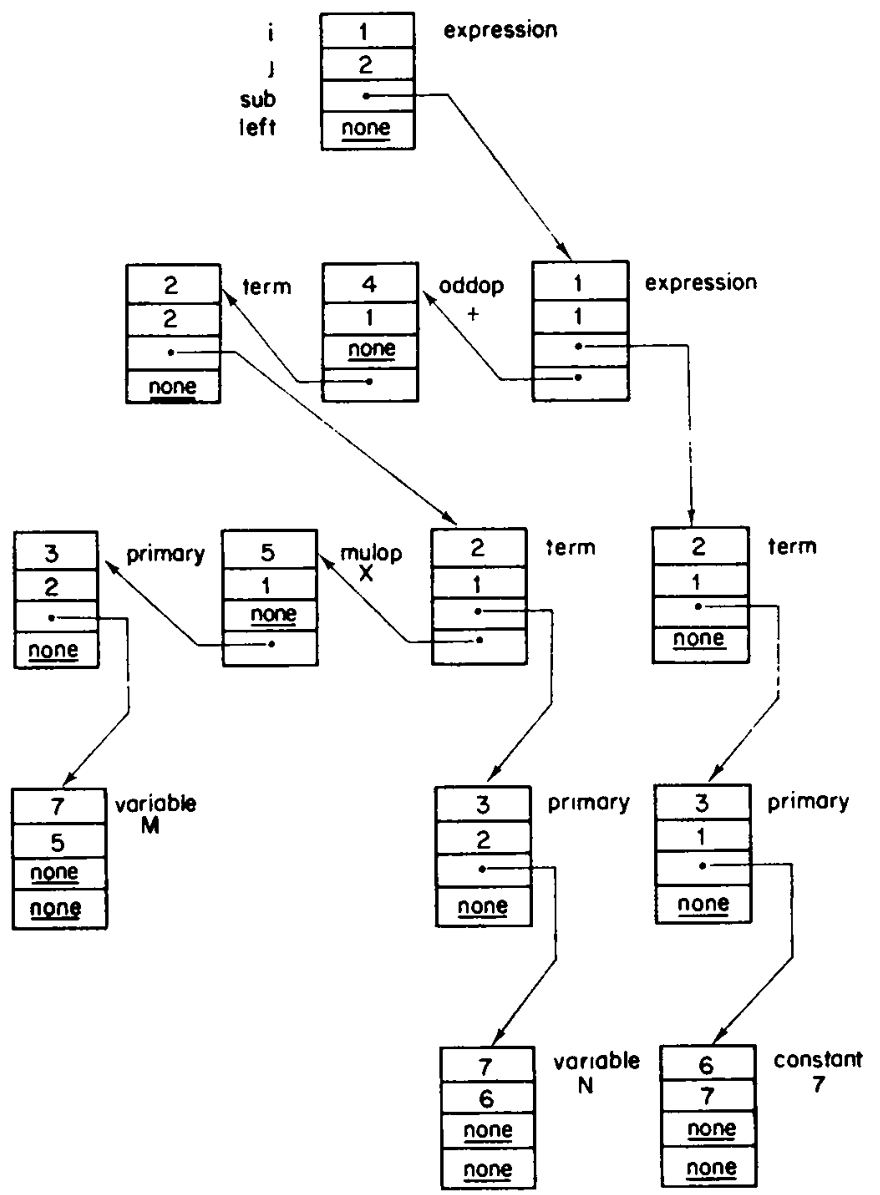 i 1 expression
j 2
sub
left none
2 term 4 oddop 1 expression
2 1 + 1
none
none
3 primary 5 mulop 2 term 2 term
2 1 X 1 1
none
none none
7 variable 3 primary 3 primary
5 M 2 1
none
none none none
7 variable 6 constant
6 N 7 7
none none
none none